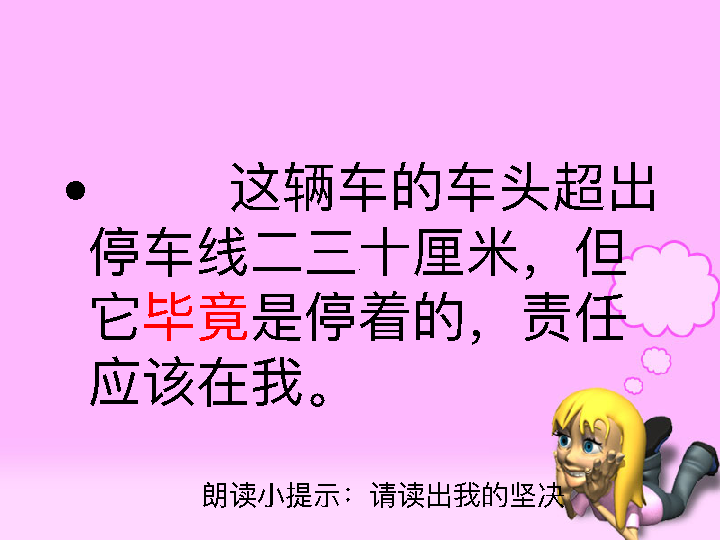 • 这辆车的车头超出
停车线二三十厘米，但
它毕竟是停着的，责任
应该在我。
朗读小提示：请读出我的坚决